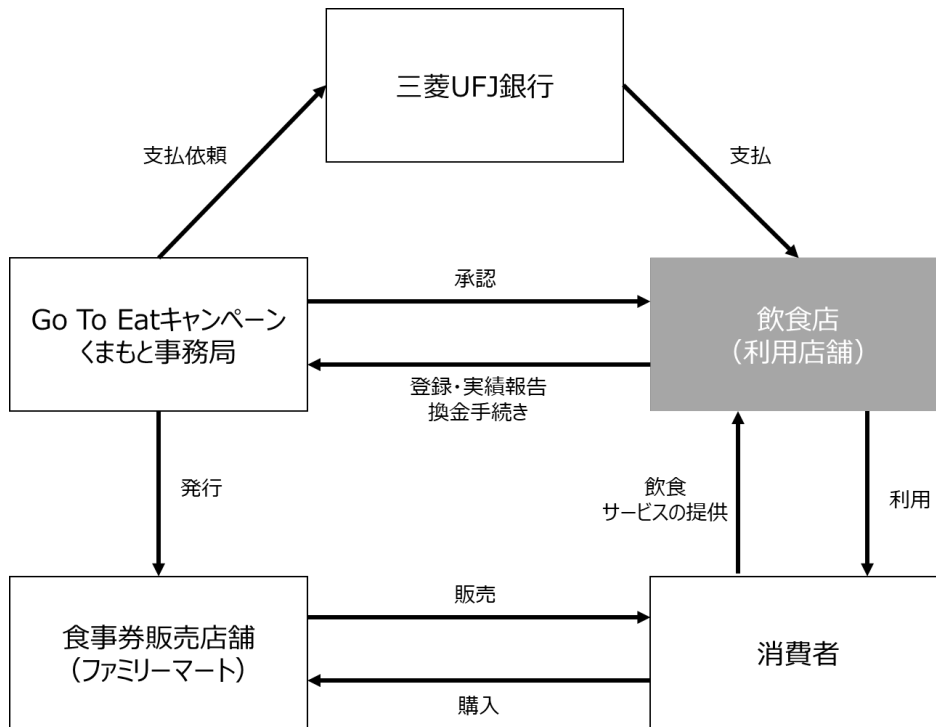 三菱UFJ銀行
支払依頼
支払
Go To Eatキャンペーン
くまもと事務局
承認
飲食店
（利用店舗）
登録・実績報告
換金手続き
発行
飲食
サービスの提供
利用
食事券販売店舗
（ファミリーマート）
販売
消費者
購入